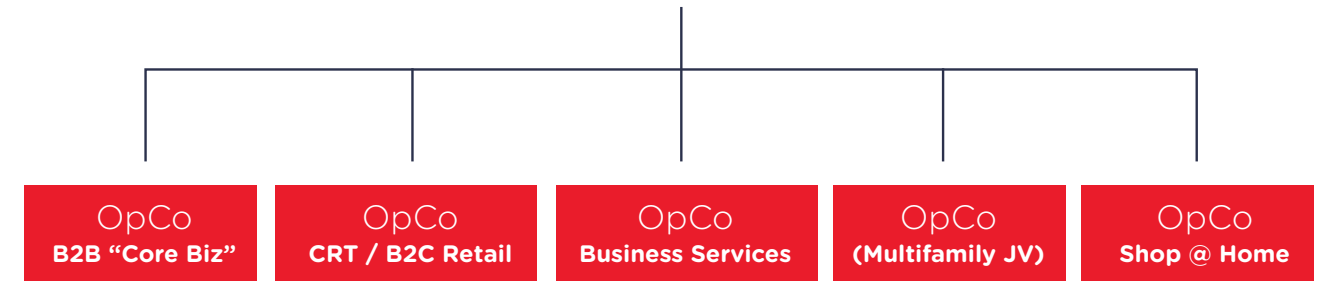 OpCo
B2B “Core Biz”
OpCo
CRT / B2C Retail
OpCo
Business Services
OpCo
(Multifamily JV)
OpCo
Shop @ Home